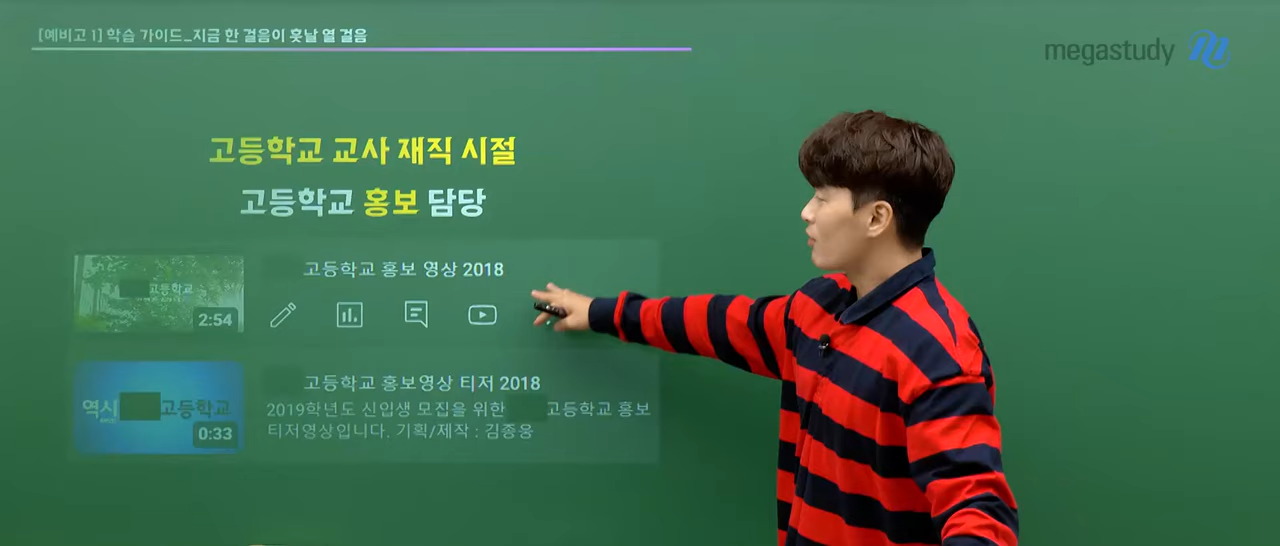 [예비고 1] 학습 가이드_지금 한 걸음이 훗날 열 걸음
megastudy
고등학교 교사 재직 시절
고등학교 홍보 담당
고등학교
2:54
고등학교 홍보 영상 2018
역시 고등학교
0:33
고등학교 홍보영상 티저 2018
2019학년도 신입생 모집을 위한 고등학교 홍보
티저영상입니다. 기획/제작 : 김종웅